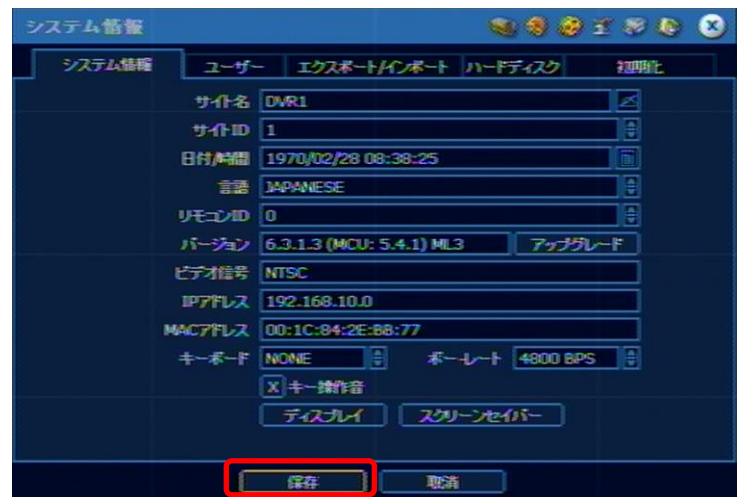 システム情報
システム情報 ユーザー エクスポート/インポート ハードディスク 初期化
サイト名 DVR1
サイトID 1
日付/時間 1970/02/28 08:38:25
言語 JAPANESE
リモコンID 0
バージョン 6.3.1.3 (MCU: 5.4.1) ML3 アップグレード
ビデオ信号 NTSC
IPアドレス 192.168.10.0
MACアドレス 00:1C:84:2E:BB:77
キーボード NONE ボーレート 4800 BPS
X キー操作音
ディスプレイ スクリーンセイバー
保存 取消